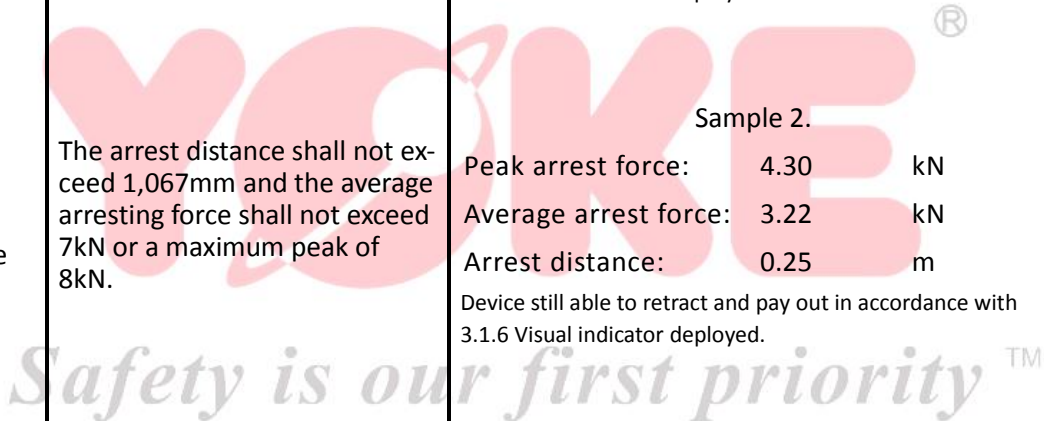 YOKE ®
The arrest distance shall not ex-
ceed 1,067mm and the average
arresting force shall not exceed
7kN or a maximum peak of
8kN.
e
Sample 2.
Peak arrest force: 4.30 kN
Average arrest force: 3.22 kN
Arrest distance: 0.25 m
Device still able to retract and pay out in accordance with
3.1.6 Visual indicator deployed.
Safety is our first priority ™